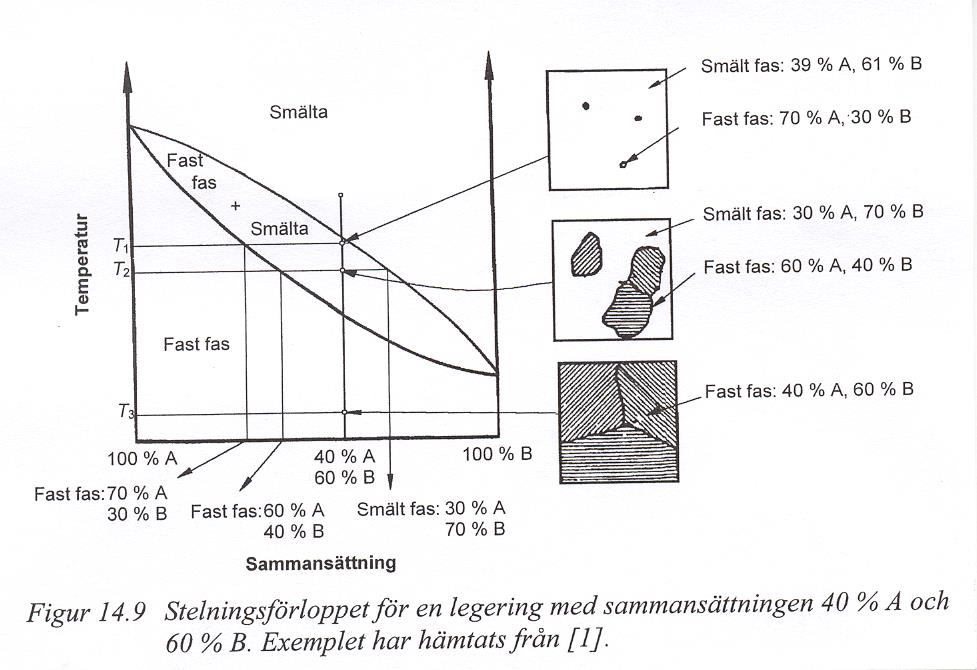 Smälta
Fast
fas
+
Smälta
Fast fas
Temperatur
T1
T2
T3
100 % A
40 % A
60 % B
100 % B
Fast fas: 70 % A
30 % B
Fast fas: 60 % A
40 % B
Smält fas: 30 % A
70 % B
Sammansättning
Smält fas: 39 % A, 61 % B
Fast fas: 70 % A, 30 % B
Smält fas: 30 % A, 70 % B
Fast fas: 60 % A, 40 % B
Fast fas: 40 % A, 60 % B
Figur 14.9 Stelningsförloppet för en legering med sammansättningen 40 % A och
60 % B. Exemplet har hämtats från [1].